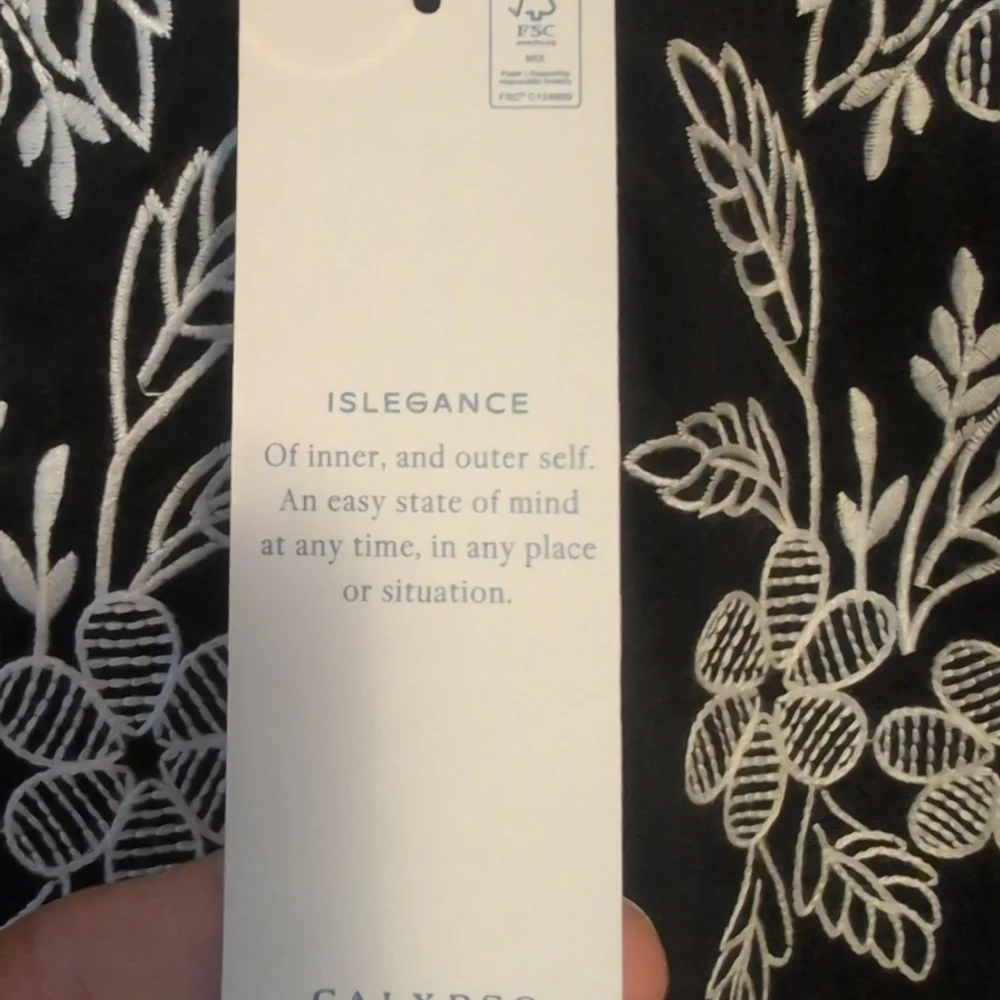 FSC
MIX
ISLEGANCE
Of inner, and outer self.
An easy state of mind
at any time, in any place
or situation.
CALYPSO